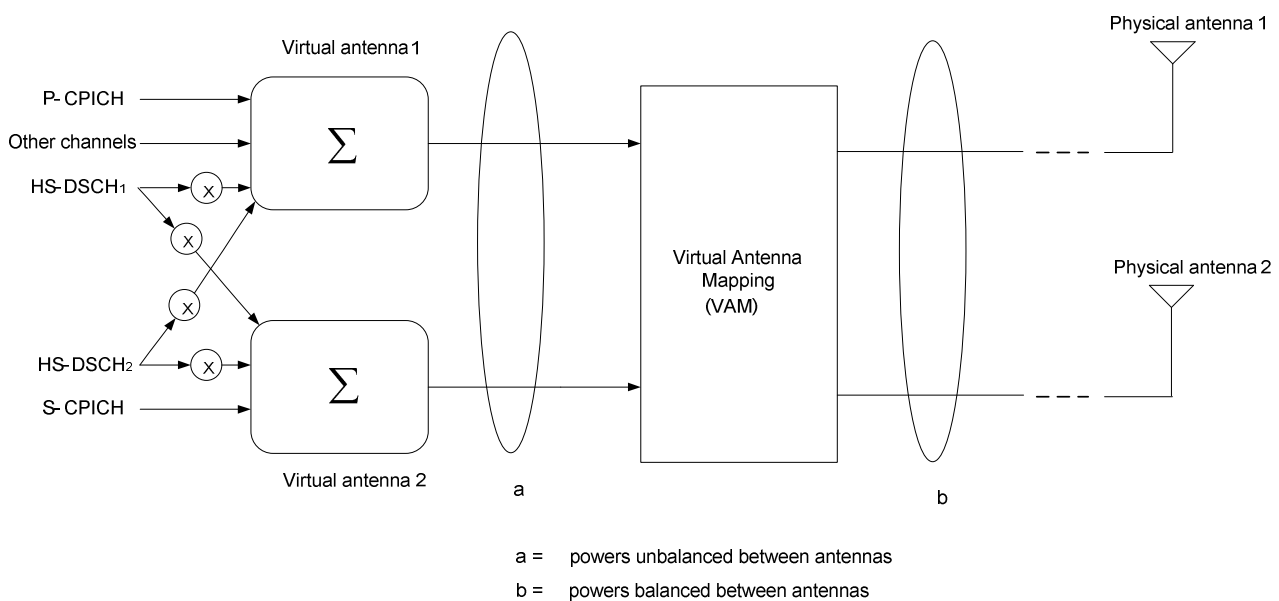 Physical antenna 1
Virtual antenna 1
P- CPICH
Other channels
HS-DSCH1
X
X
Σ
Physical antenna 2
Virtual Antenna
Mapping
(VAM)
X
HS-DSCH2
X
S- CPICH
Σ
Virtual antenna 2
a
b
a = powers unbalanced between antennas
b = powers balanced between antennas